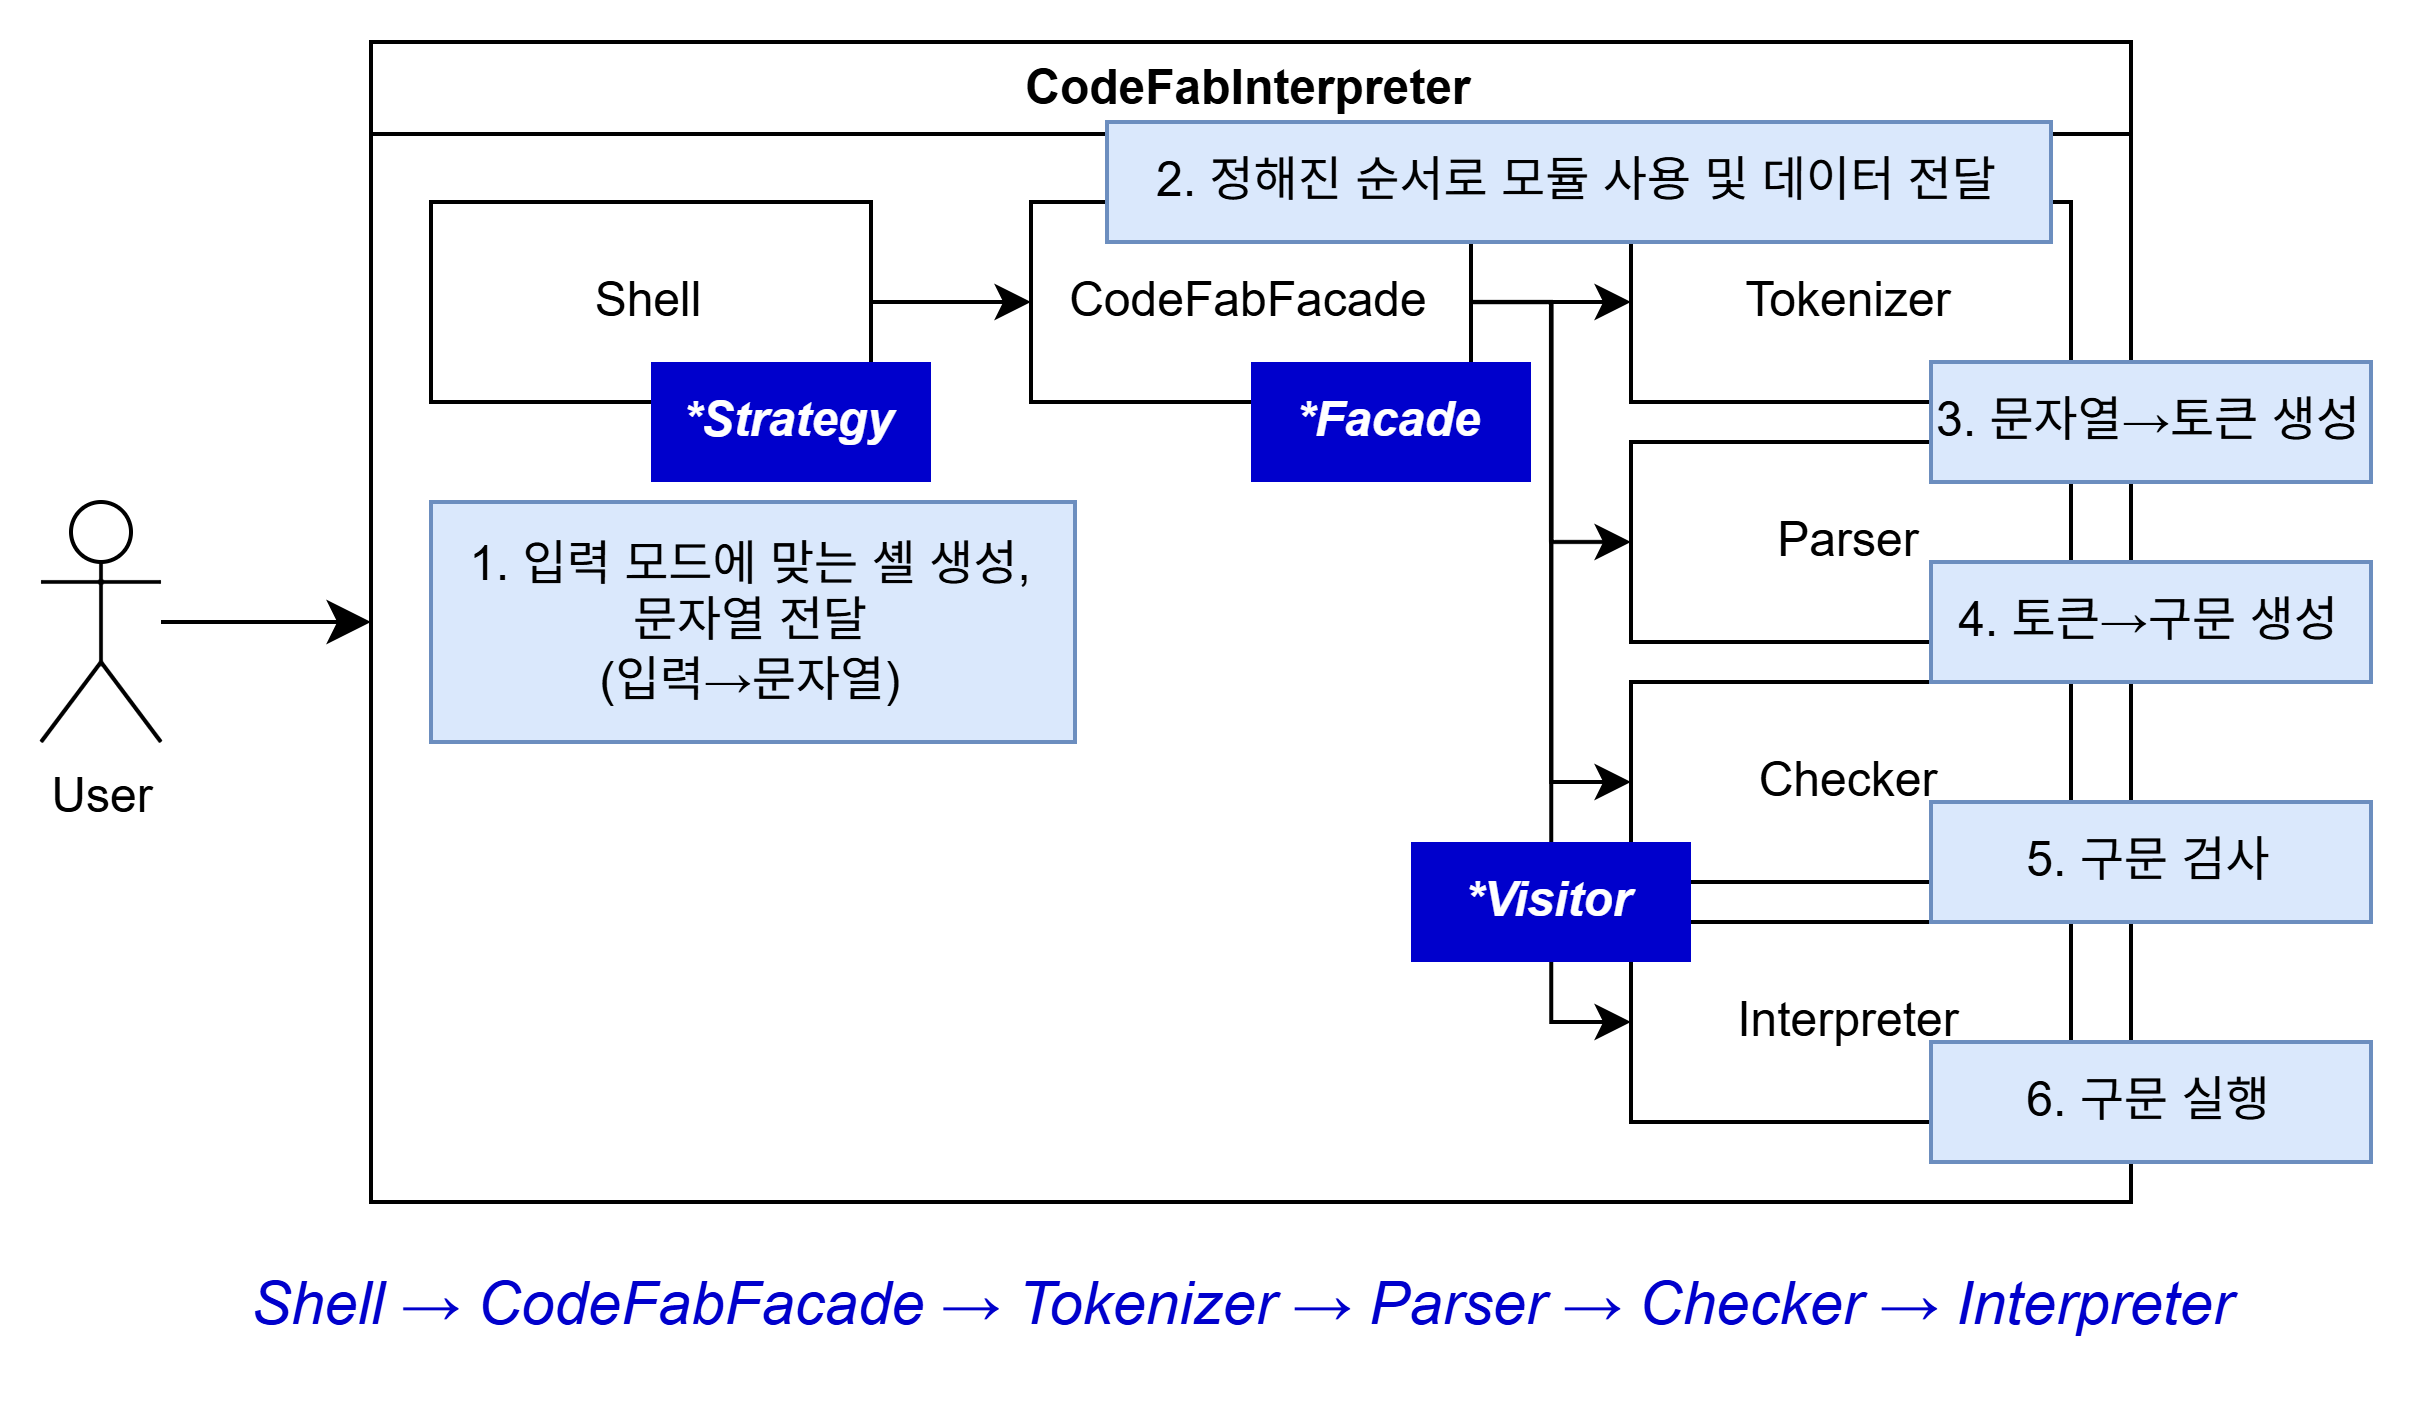 CodeFabInterpreter
2. 정해진 순서로 모듈 사용 및 데이터 전달
Shell
CodeFabFacade
Tokenizer
*Strategy
*Facade
3. 문자열→토큰 생성
1. 입력 모드에 맞는 셸 생성,
문자열 전달
(입력→문자열)
Parser
4. 토큰→구문 생성
User
Checker
5. 구문 검사
*Visitor
Interpreter
6. 구문 실행
Shell → CodeFabFacade → Tokenizer → Parser → Checker → Interpreter